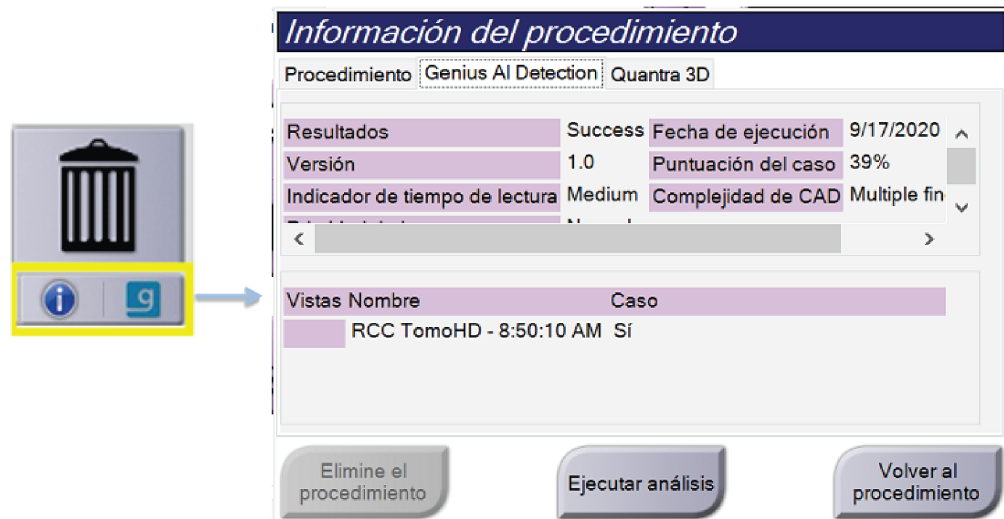 Información del procedimiento
Procedimiento Genius AI Detection Quantra 3D
Resultados Success Fecha de ejecución 9/17/2020
Versión 1.0 Puntuación del caso 39%
Indicador de tiempo de lectura Medium Complejidad de CAD Multiple fin
i g
Vistas Nombre Caso
RCC TomoHD - 8:50:10 AM Sí
Elimine el procedimiento
Ejecutar análisis
Volver al procedimiento